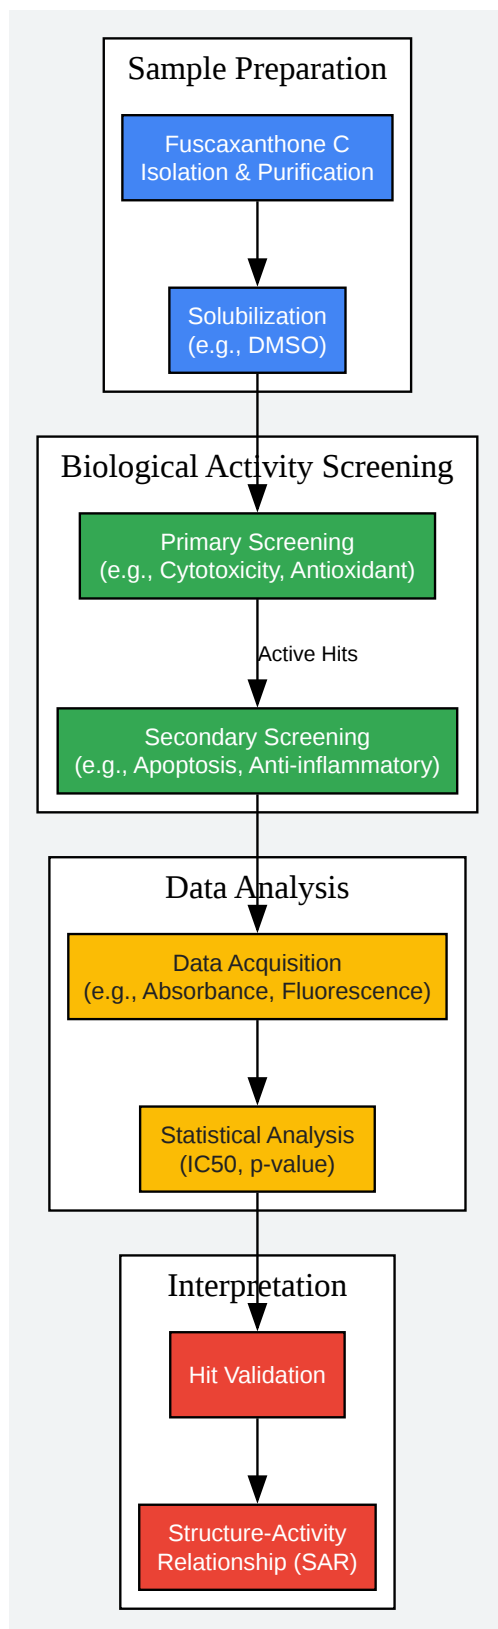 Sample Preparation
Fuscaxanthone C
Isolation & Purification
Solubilization
(e.g., DMSO)
Biological Activity Screening
Primary Screening
(e.g., Cytotoxicity, Antioxidant)
Active Hits
Secondary Screening
(e.g., Apoptosis, Anti-inflammatory)
Data Analysis
Data Acquisition
(e.g., Absorbance, Fluorescence)
Statistical Analysis
(IC50, p-value)
Interpretation
Hit Validation
Structure-Activity
Relationship (SAR)